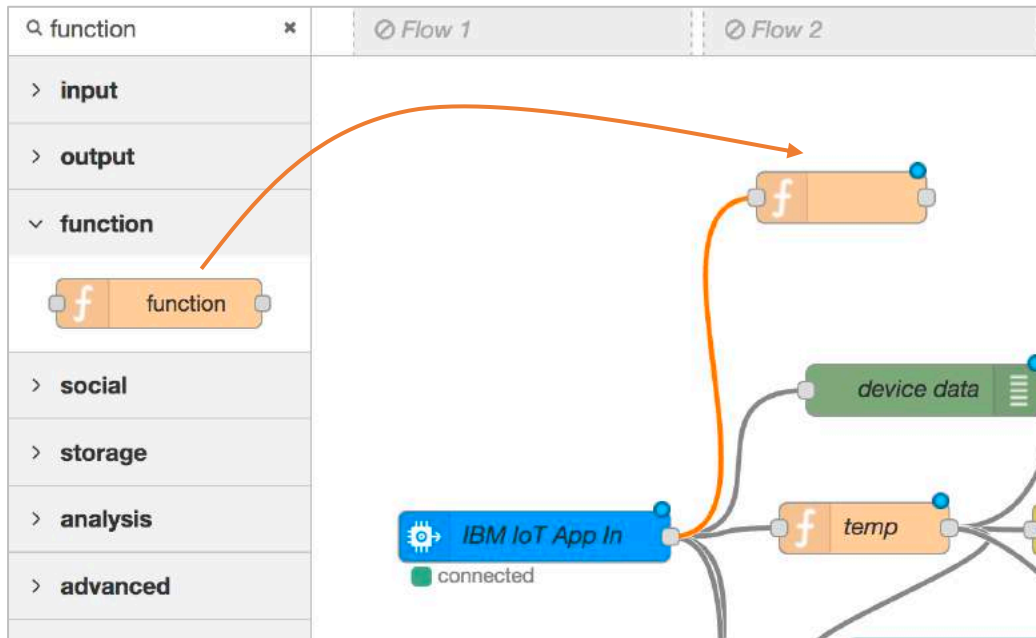 function
Flow 1
Flow 2
input
output
function
function
social
storage
analysis
advanced
device data
IBM IoT App In
connected
temp